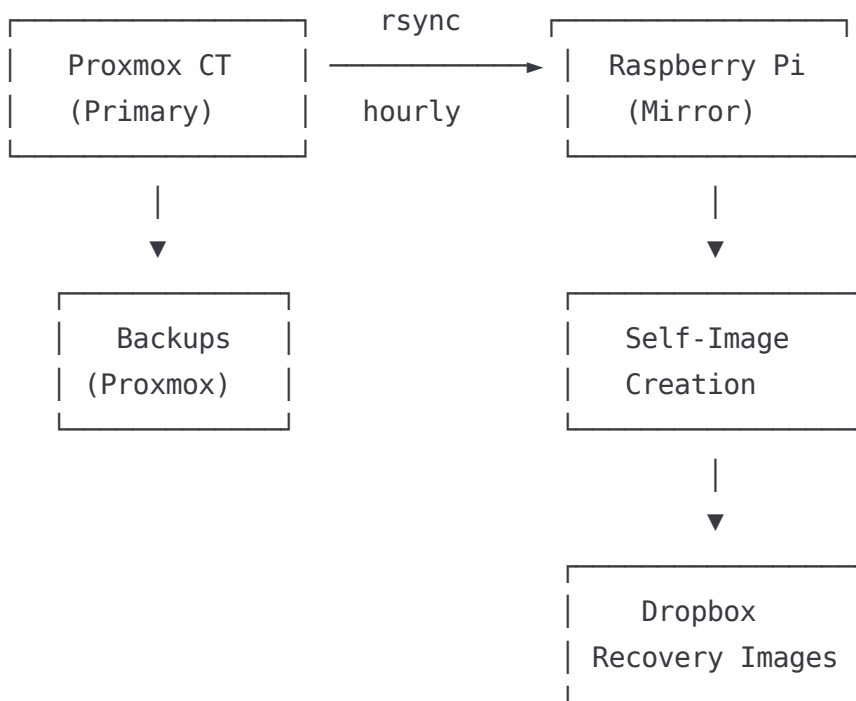 rsync
Proxmox CT
Raspberry Pi
(Primary)
hourly
(Mirror)
Backups
(Proxmox)
Self-Image
Creation
Dropbox
Recovery Images